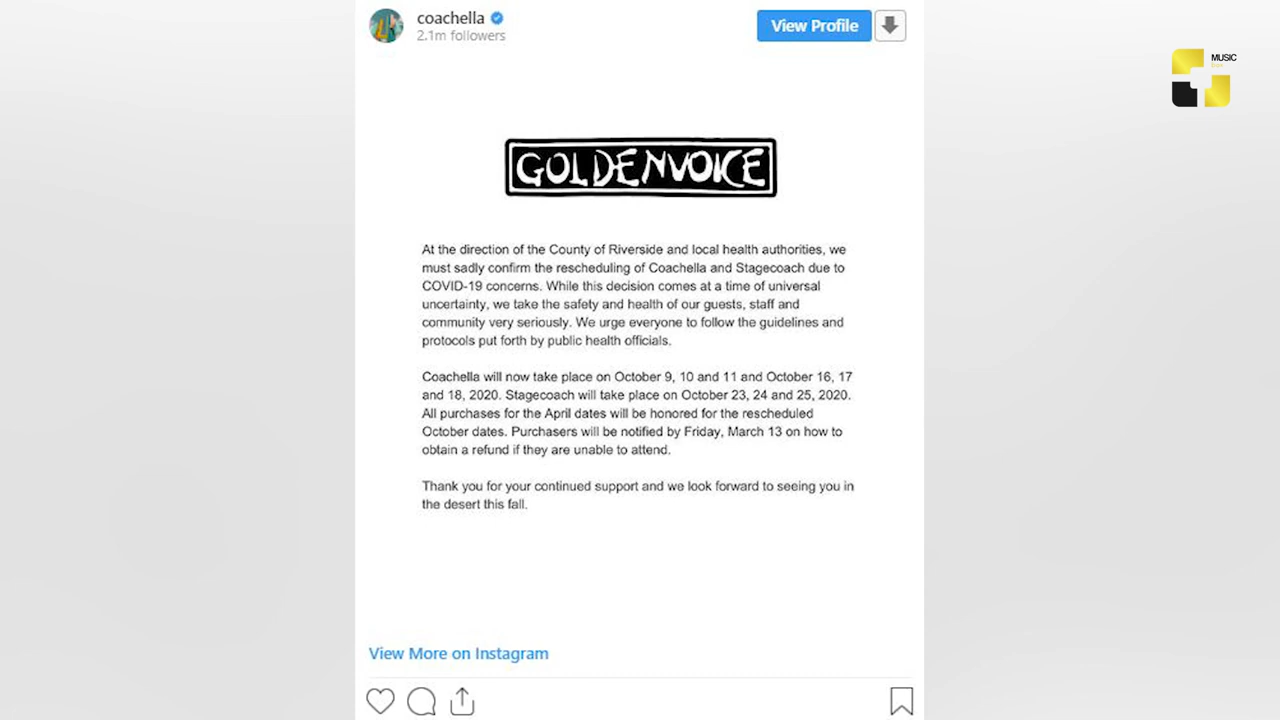 coachella
2.1m followers
View Profile
MUSIC
GOLDENVOICE
At the direction of the County of Riverside and local health authorities, we
must sadly confirm the rescheduling of Coachella and Stagecoach due to
COVID-19 concerns. While this decision comes at a time of universal
uncertainty, we take the safety and health of our guests, staff and
community very seriously. We urge everyone to follow the guidelines and
protocols put forth by public health officials.
Coachella will now take place on October 9, 10 and 11 and October 16, 17
and 18, 2020. Stagecoach will take place on October 23, 24 and 25, 2020.
All purchases for the April dates will be honored for the rescheduled
October dates. Purchasers will be notified by Friday, March 13 on how to
obtain a refund if they are unable to attend.
Thank you for your continued support and we look forward to seeing you in
the desert this fall.
View More on Instagram